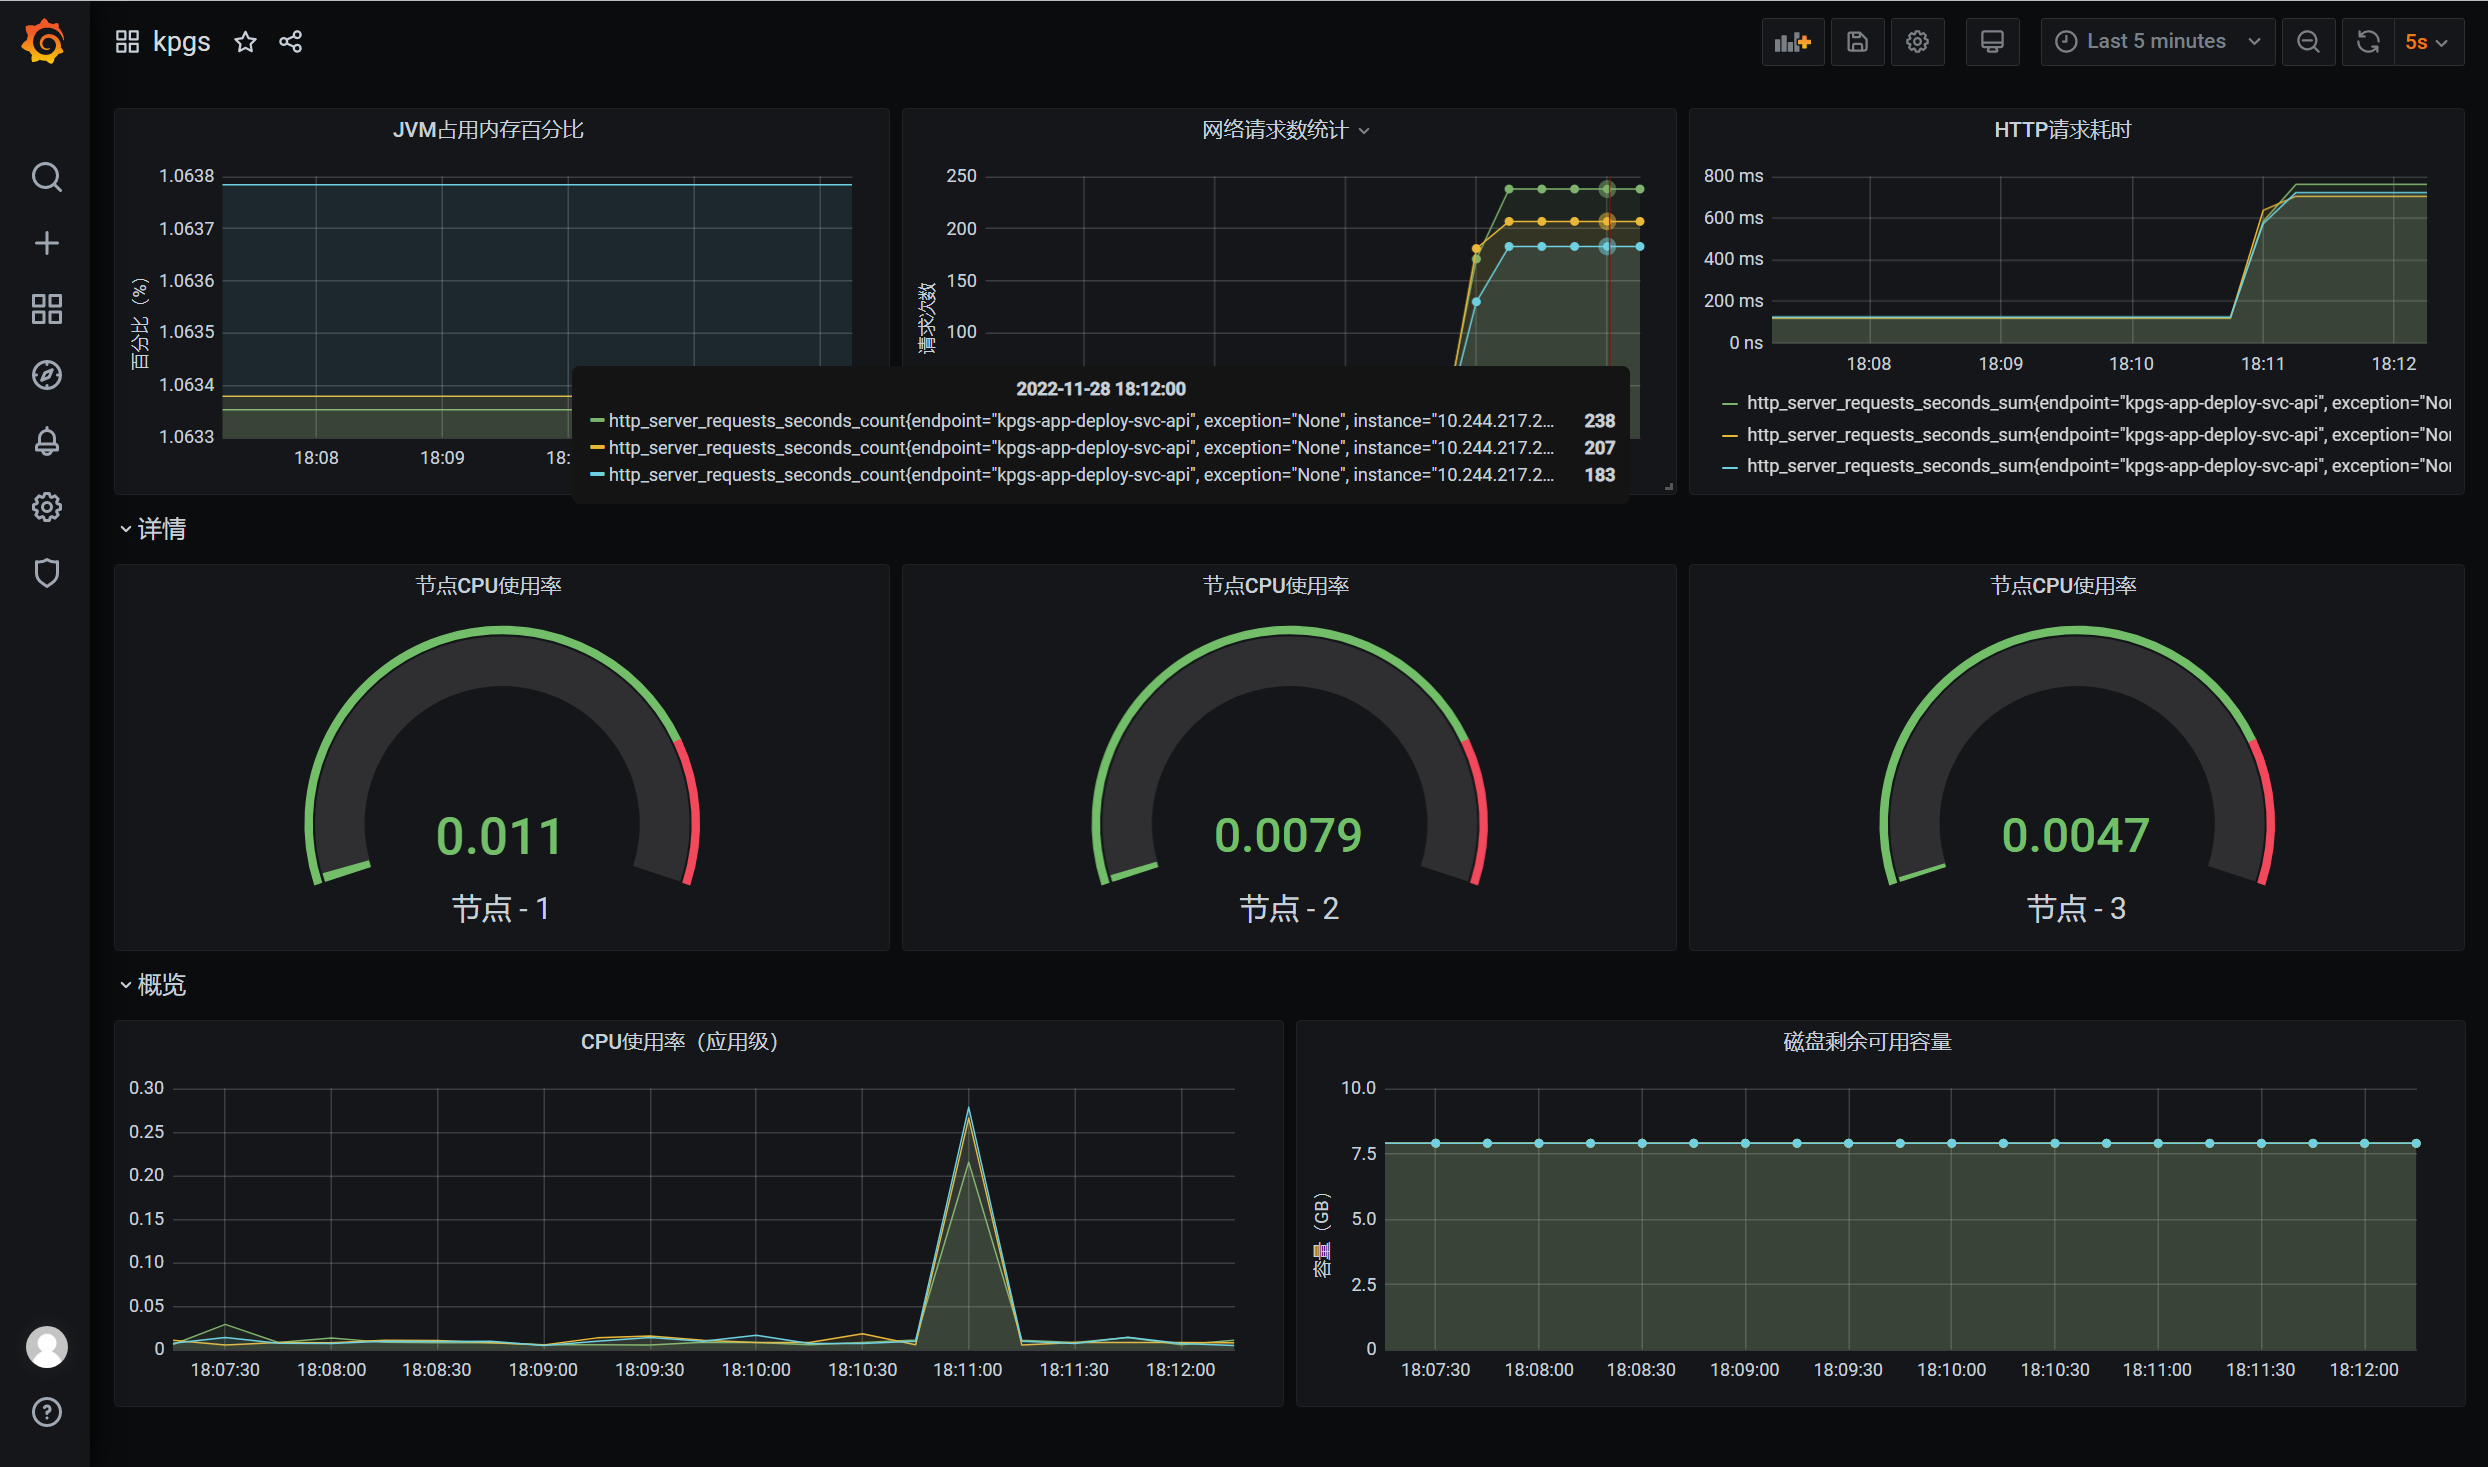 kpgs
Last 5 minutes
5s
JVM占用内存百分比
百分比（%）
1.0638
1.0637
1.0636
1.0635
1.0634
1.0633
18:08
18:09
18:
网络请求数统计
请求次数
250
200
150
100
2022-11-28 18:12:00
http_server_requests_seconds_count{endpoint="kpgs-app-deploy-svc-api", exception="None", instance="10.244.217.2... 238
http_server_requests_seconds_count{endpoint="kpgs-app-deploy-svc-api", exception="None", instance="10.244.217.2... 207
http_server_requests_seconds_count{endpoint="kpgs-app-deploy-svc-api", exception="None", instance="10.244.217.2... 183
HTTP请求耗时
800 ms
600 ms
400 ms
200 ms
0 ns
18:08
18:09
18:10
18:11
18:12
http_server_requests_seconds_sum{endpoint="kpgs-app-deploy-svc-api", exception="No
http_server_requests_seconds_sum{endpoint="kpgs-app-deploy-svc-api", exception="No
http_server_requests_seconds_sum{endpoint="kpgs-app-deploy-svc-api", exception="No
详情
节点CPU使用率
0.011
节点 - 1
节点CPU使用率
0.0079
节点 - 2
节点CPU使用率
0.0047
节点 - 3
概览
CPU使用率（应用级）
0.30
0.25
0.20
0.15
0.10
0.05
0
18:07:30
18:08:00
18:08:30
18:09:00
18:09:30
18:10:00
18:10:30
18:11:00
18:11:30
18:12:00
磁盘剩余可用容量
容量（GB）
10.0
7.5
5.0
2.5
0
18:07:30
18:08:00
18:08:30
18:09:00
18:09:30
18:10:00
18:10:30
18:11:00
18:11:30
18:12:00